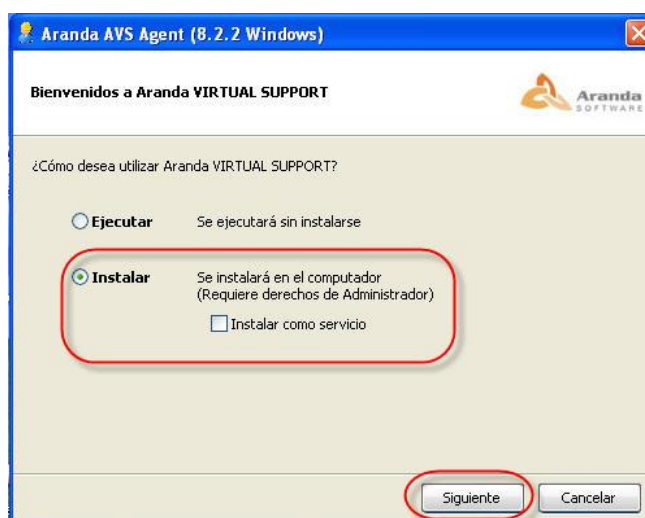 Aranda AVS Agent (8.2.2 Windows)
Bienvenidos a Aranda VIRTUAL SUPPORT
Aranda
SOFTWARE
¿Cómo desea utilizar Aranda VIRTUAL SUPPORT?
Ejecutar Se ejecutará sin instalarse
Instalar Se instalará en el computador
(Requiere derechos de Administrador)
Instalar como servicio
Siguiente Cancelar